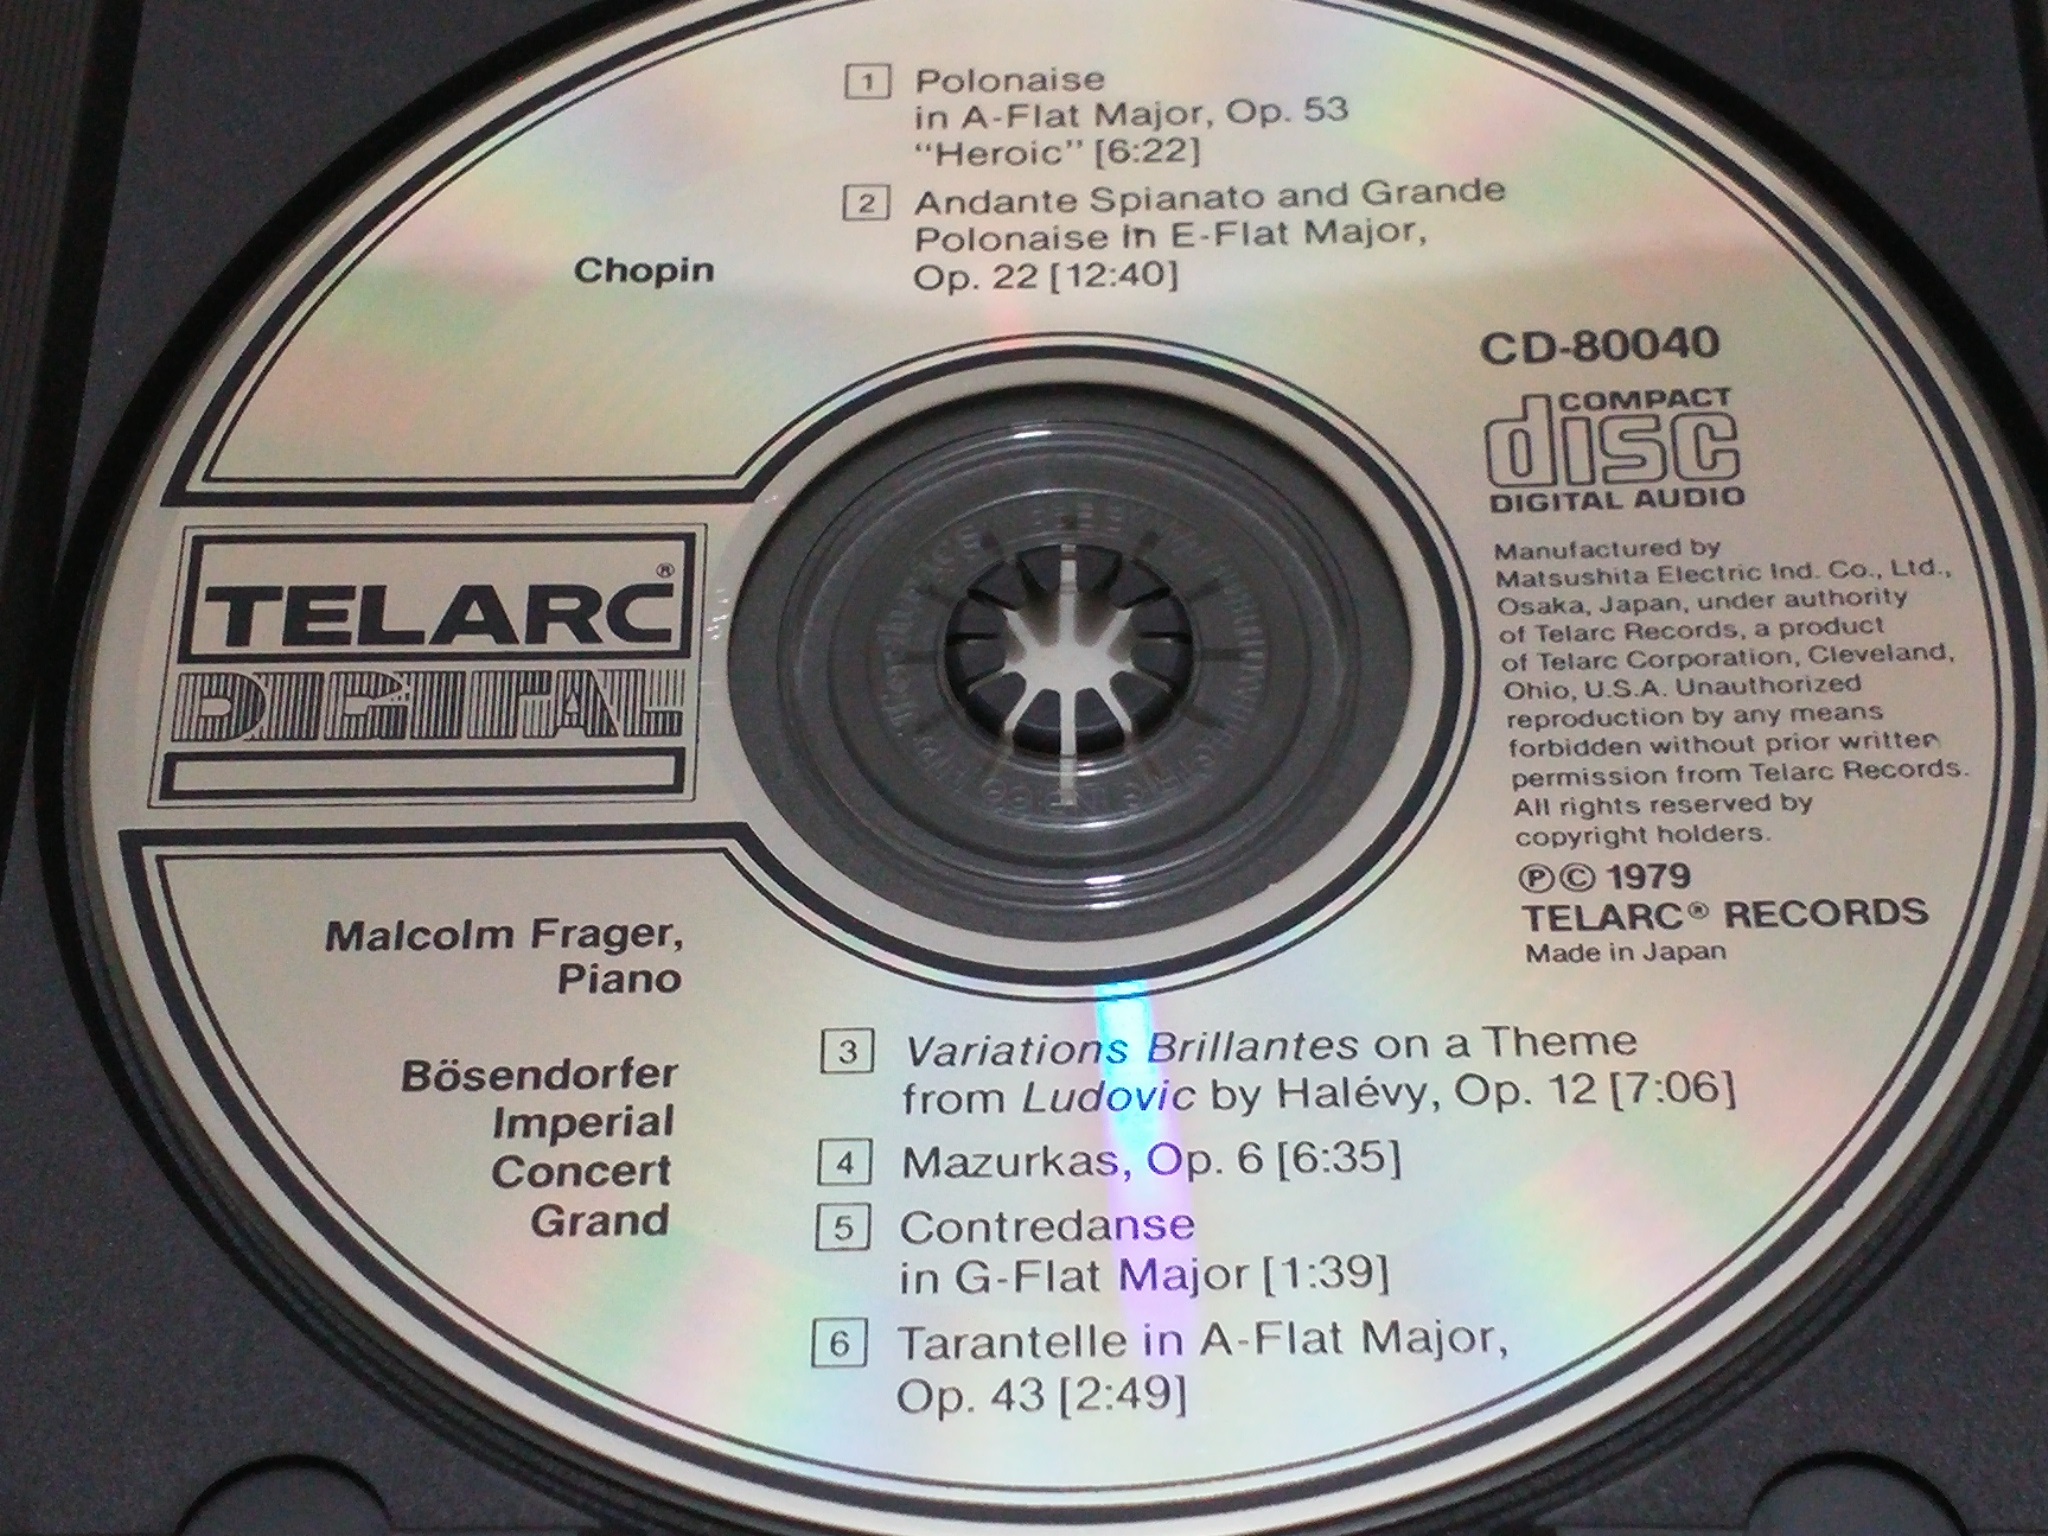 1 Polonaise
in A-Flat Major, Op. 53
"Heroic" [6:22]
2 Andante Spianato and Grande
Polonaise in E-Flat Major,
Op. 22 [12:40]
Chopin
CD-80040
COMPACT
disc
DIGITAL AUDIO
TELARC®
DIGITAL
Manufactured by
Matsushita Electric Ind. Co., Ltd.,
Osaka, Japan, under authority
of Telarc Records, a product
of Telarc Corporation, Cleveland,
Ohio, U.S.A. Unauthorized
reproduction by any means
forbidden without prior written
permission from Telarc Records.
All rights reserved by
copyright holders.
℗© 1979
TELARC® RECORDS
Made in Japan
Malcolm Frager,
Piano
Bösendorfer
Imperial
Concert
Grand
3 Variations Brillantes on a Theme
from Ludovic by Halévy, Op. 12 [7:06]
4 Mazurkas, Op. 6 [6:35]
5 Contredanse
in G-Flat Major [1:39]
6 Tarantelle in A-Flat Major,
Op. 43 [2:49]